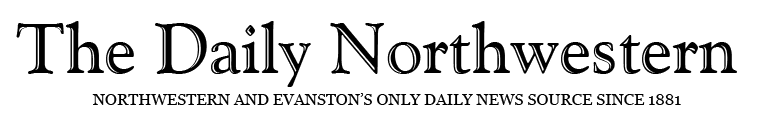 The Daily Northwestern
NORTHWESTERN AND EVANSTON’S ONLY DAILY NEWS SOURCE SINCE 1881